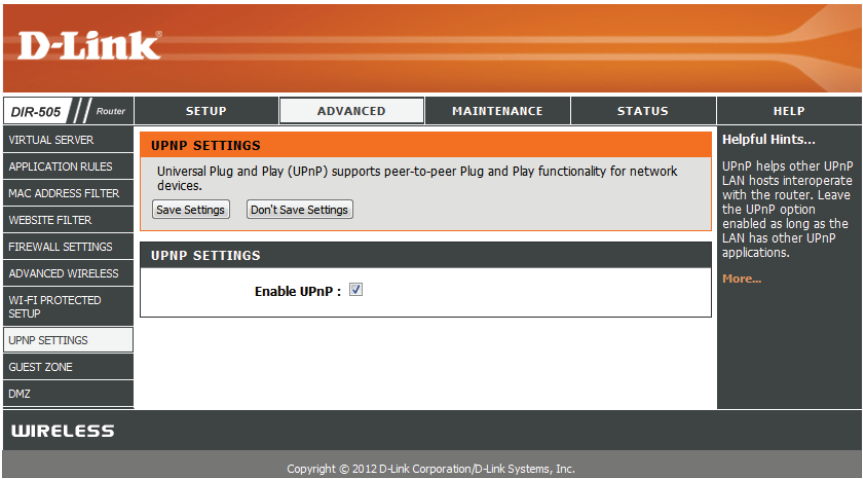 D-Link®
DIR-505 // Router
SETUP
ADVANCED
MAINTENANCE
STATUS
HELP
VIRTUAL SERVER
APPLICATION RULES
MAC ADDRESS FILTER
WEBSITE FILTER
FIREWALL SETTINGS
ADVANCED WIRELESS
WI-FI PROTECTED
SETUP
UPNP SETTINGS
GUEST ZONE
DMZ
UPNP SETTINGS
Universal Plug and Play (UPnP) supports peer-to-peer Plug and Play functionality for network
devices.
Save Settings
Don't Save Settings
UPNP SETTINGS
Enable UPnP :
Helpful Hints...
UPnP helps other UPnP
LAN hosts interoperate
with the router. Leave
the UPnP option
enabled as long as the
LAN has other UPnP
applications.
More...
WIRELESS
Copyright © 2012 D-Link Corporation/D-Link Systems, Inc.